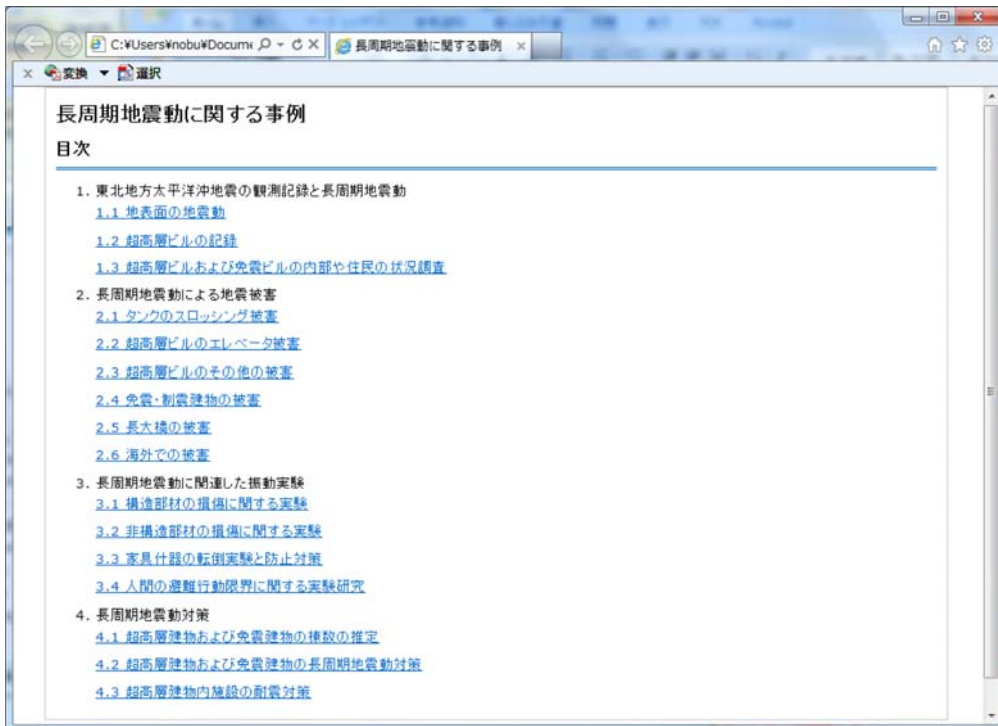 C:¥Users¥nobu¥Docume
長周期地震動に関する事例
変換
選択
長周期地震動に関する事例
目次
1. 東北地方太平洋沖地震の観測記録と長周期地震動
1.1 地表面の地震動
1.2 超高層ビルの記録
1.3 超高層ビルおよび免震ビルの内部や住民の状況調査
2. 長周期地震動による地震被害
2.1 タンクのスロッシング被害
2.2 超高層ビルのエレベータ被害
2.3 超高層ビルのその他の被害
2.4 免震・制震建物の被害
2.5 長大橋の被害
2.6 海外での被害
3. 長周期地震動に関連した振動実験
3.1 構造部材の損傷に関する実験
3.2 非構造部材の損傷に関する実験
3.3 家具什器の転倒実験と防止対策
3.4 人間の避難行動限界に関する実験研究
4. 長周期地震動対策
4.1 超高層建物および免震建物の棟数の推定
4.2 超高層建物および免震建物の長周期地震動対策
4.3 超高層建物内施設の耐震対策